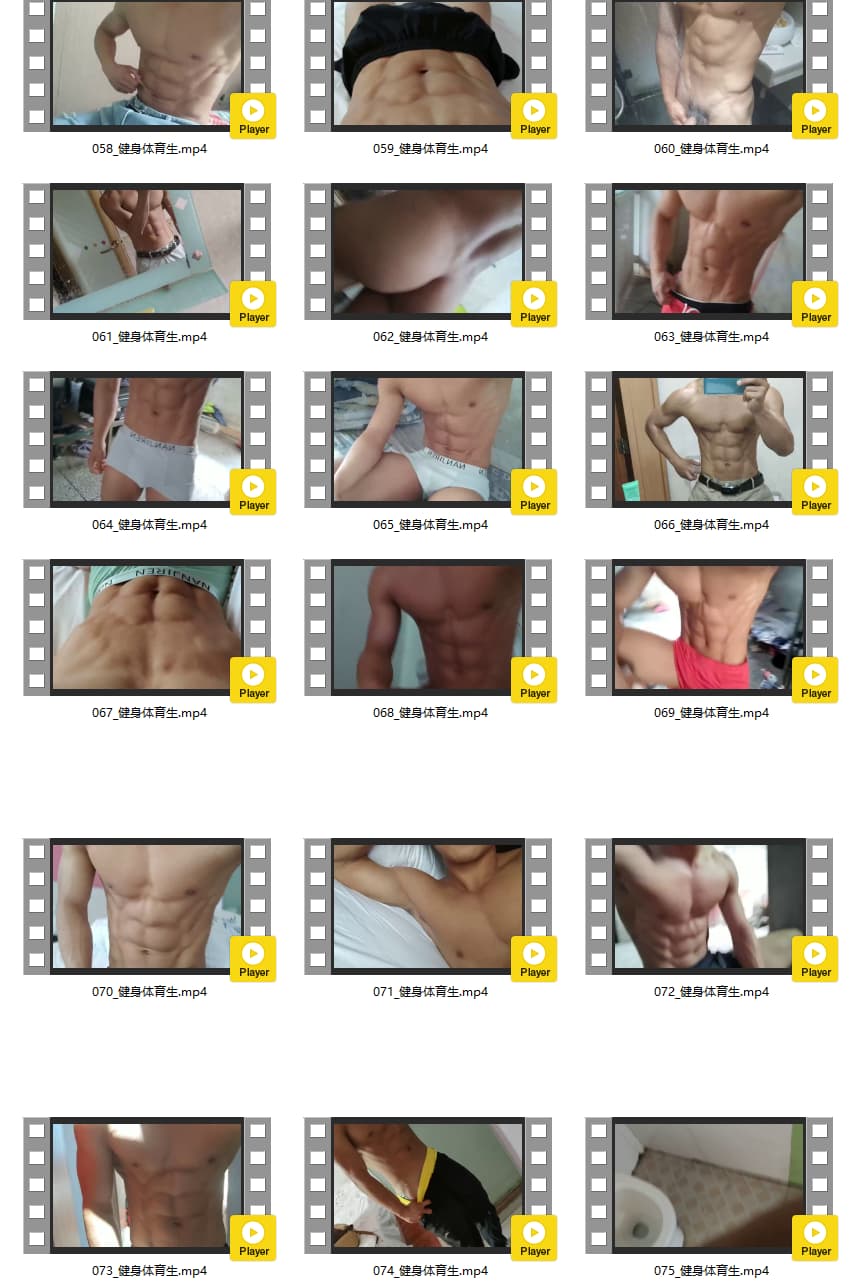 Player
Player
Player
058_健身体育生.mp4
059_健身体育生.mp4
060_健身体育生.mp4
Player
Player
Player
061_健身体育生.mp4
062_健身体育生.mp4
063_健身体育生.mp4
NANJIREN
NANJIREN
Player
Player
Player
064_健身体育生.mp4
065_健身体育生.mp4
066_健身体育生.mp4
NANJIREN
Player
Player
Player
067_健身体育生.mp4
068_健身体育生.mp4
069_健身体育生.mp4
Player
Player
Player
070_健身体育生.mp4
071_健身体育生.mp4
072_健身体育生.mp4
Player
Player
Player
073_健身体育生.mp4
074_健身体育生.mp4
075_健身体育生.mp4